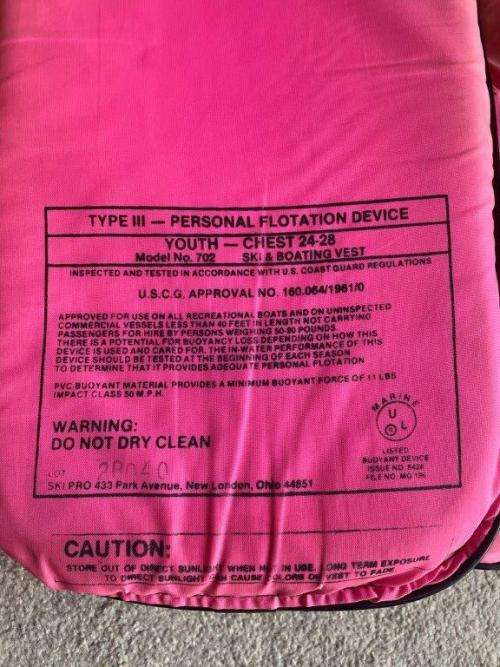 TYPE III — PERSONAL FLOTATION DEVICE
YOUTH — CHEST 24-28
Model No. 702 SKI & BOATING VEST
INSPECTED AND TESTED IN ACCORDANCE WITH U.S. COAST GUARD REGULATIONS
U.S.C.G. APPROVAL NO. 160.064/1961/0
APPROVED FOR USE ON ALL RECREATIONAL BOATS AND ON UNINSPECTED
COMMERCIAL VESSELS LESS THAN 40 FEET IN LENGTH NOT CARRYING
PASSENGERS FOR HIRE BY PERSONS WEIGHING 50-90 POUNDS
THERE IS A POTENTIAL FOR BUOYANCY LOSS DEPENDING ON HOW THIS
DEVICE IS USED AND CARED FOR. THE IN-WATER PERFORMANCE OF THIS
DEVICE SHOULD BE TESTED AT THE BEGINNING OF EACH SEASON
TO DETERMINE THAT IT PROVIDES ADEQUATE PERSONAL FLOTATION
PVC BUOYANT MATERIAL PROVIDES A MINIMUM BUOYANT FORCE OF 11 LBS
IMPACT CLASS 50 M.P.H.
WARNING:
DO NOT DRY CLEAN
MARINE
UL
LISTED
BUOYANT DEVICE
ISSUE NO. 5424
FILE NO. MQ
LOT
SKI PRO 433 Park Avenue, New London, Ohio 44851
CAUTION:
STORE OUT OF DIRECT SUNLIGHT WHEN NOT IN USE. LONG TERM EXPOSURE
TO DIRECT SUNLIGHT CAN CAUSE COLORS OF VEST TO FADE